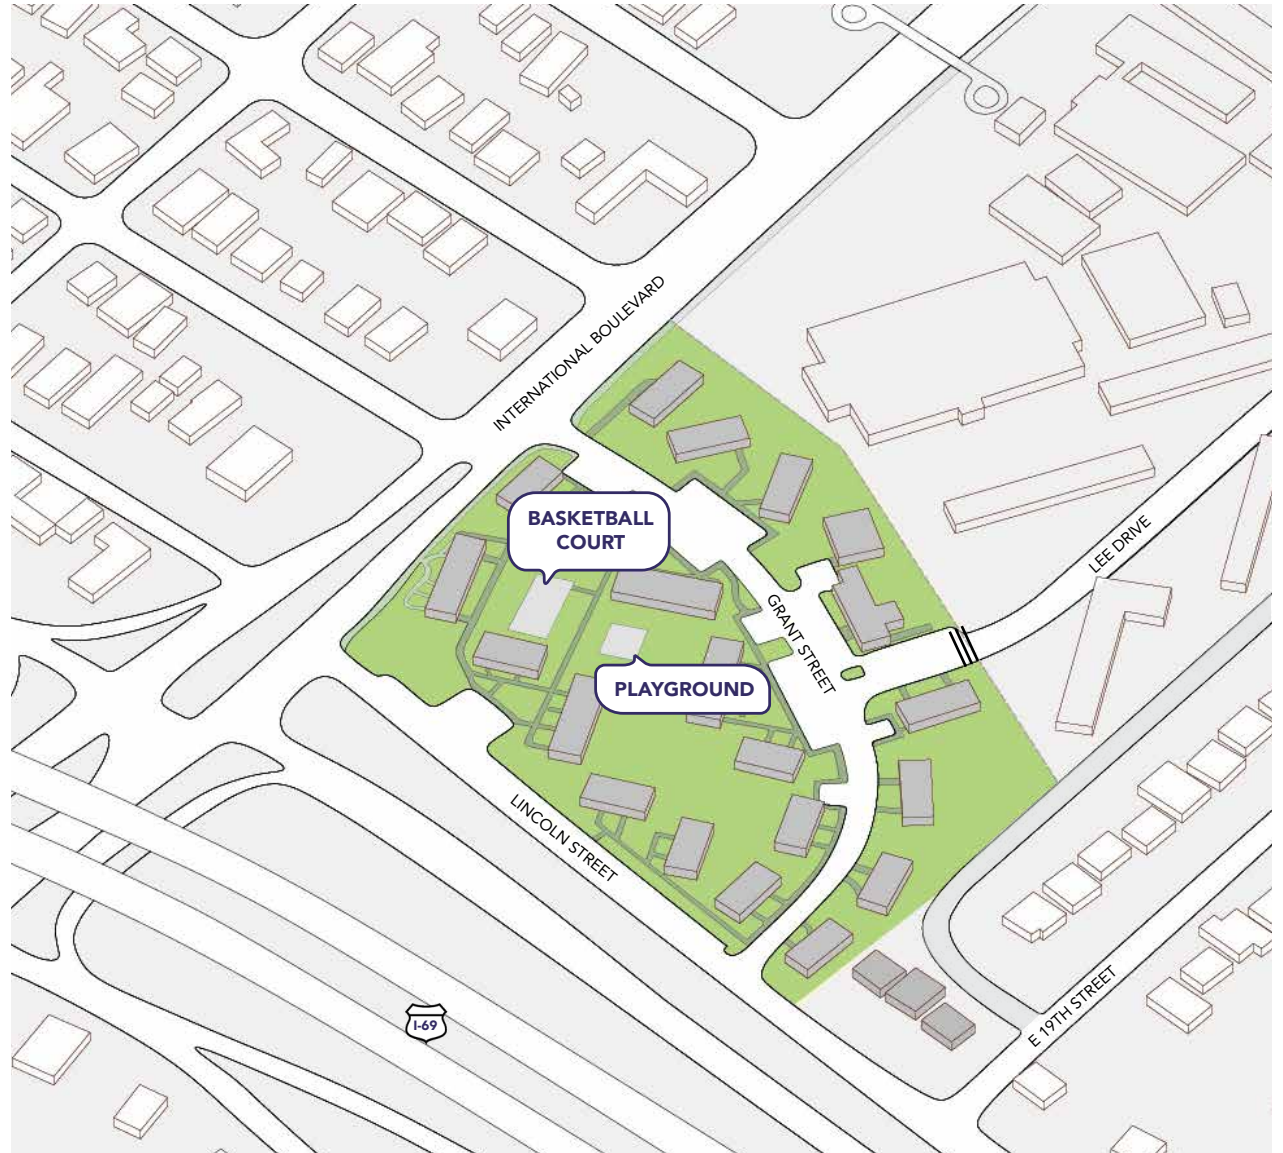 INTERNATIONAL BOULEVARD
BASKETBALL
COURT
LEE DRIVE
GRANT STREET
PLAYGROUND
LINCOLN STREET
I-69
E 19TH STREET